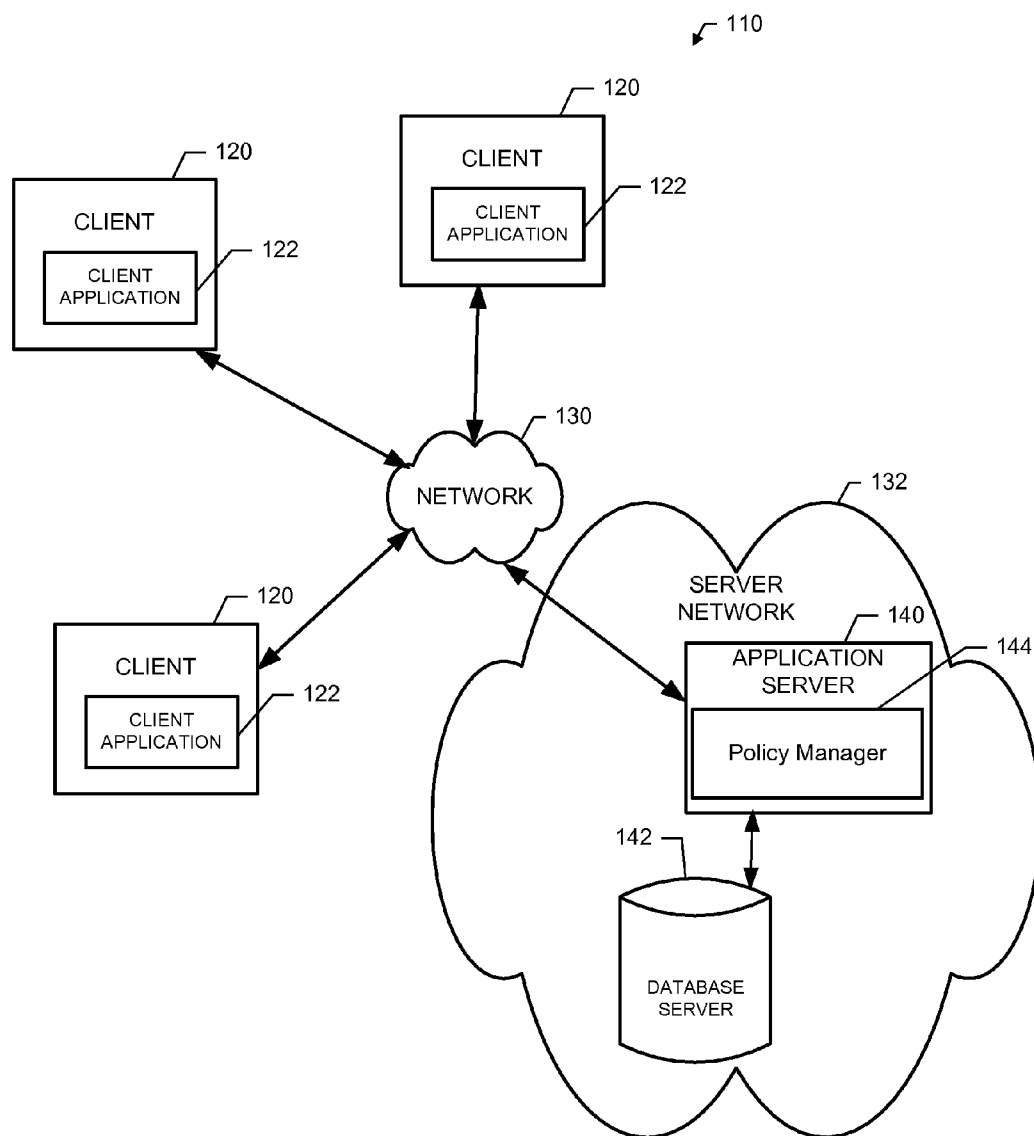 110
120
CLIENT
122
CLIENT
APPLICATION
120
CLIENT
122
CLIENT
APPLICATION
130
NETWORK
132
SERVER
NETWORK
120
CLIENT
122
CLIENT
APPLICATION
140
APPLICATION
SERVER
144
Policy Manager
142
DATABASE
SERVER